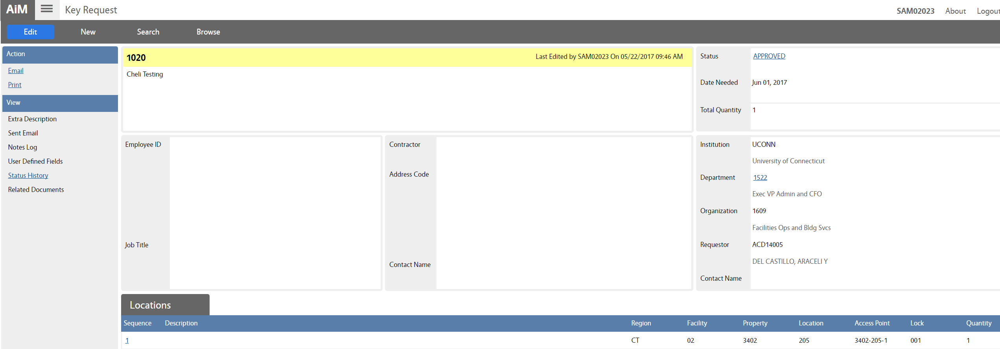 AiM Key Request SAM02023 About Logout
Edit New Search Browse
Action
Email
Print
View
Extra Description
Sent Email
Notes Log
User Defined Fields
Status History
Related Documents
1020 Last Edited by SAM02023 On 05/22/2017 09:46 AM
Cheli Testing
Status APPROVED
Date Needed Jun 01, 2017
Total Quantity 1
Employee ID
Job Title
Contractor
Address Code
Contact Name
Institution UCONN
University of Connecticut
Department 1522
Exec VP Admin and CFO
Organization 1609
Facilities Ops and Bldg Svcs
Requestor ACD14005
DEL CASTILLO, ARACELI Y
Contact Name
Locations
Sequence Description Region Facility Property Location Access Point Lock Quantity
1 CT 02 3402 205 3402-205-1 001 1